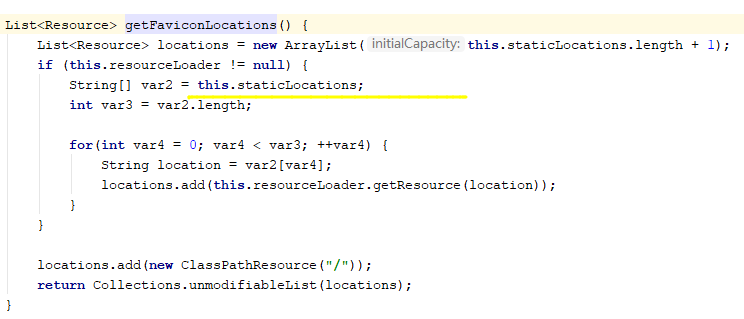 List<Resource> getFaviconLocations() {
    List<Resource> locations = new ArrayList( initialCapacity: this.staticLocations.length + 1);
    if (this.resourceLoader != null) {
        String[] var2 = this.staticLocations;
        int var3 = var2.length;

        for(int var4 = 0; var4 < var3; ++var4) {
            String location = var2[var4];
            locations.add(this.resourceLoader.getResource(location));
        }
    }

    locations.add(new ClassPathResource("/"));
    return Collections.unmodifiableList(locations);
}